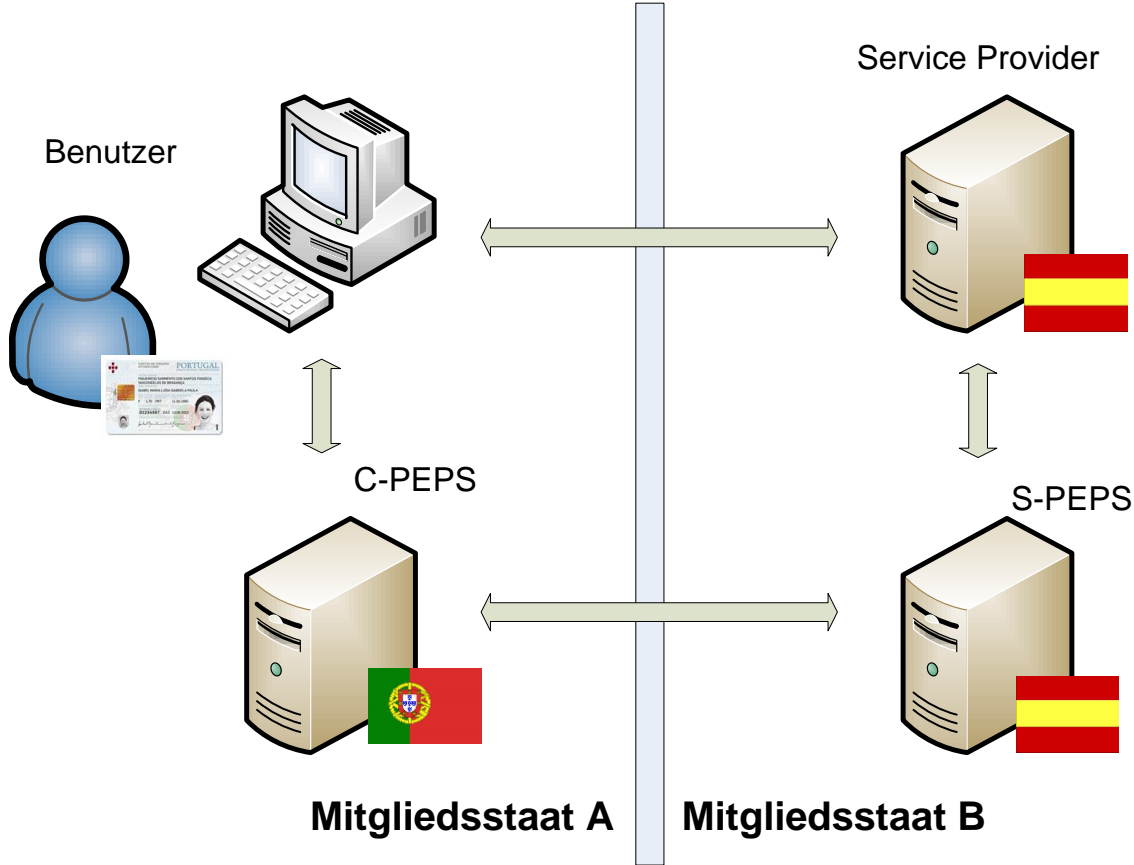 Service Provider
Benutzer
PORTUGAL
C-PEPS
S-PEPS
Mitgliedsstaat A
Mitgliedsstaat B